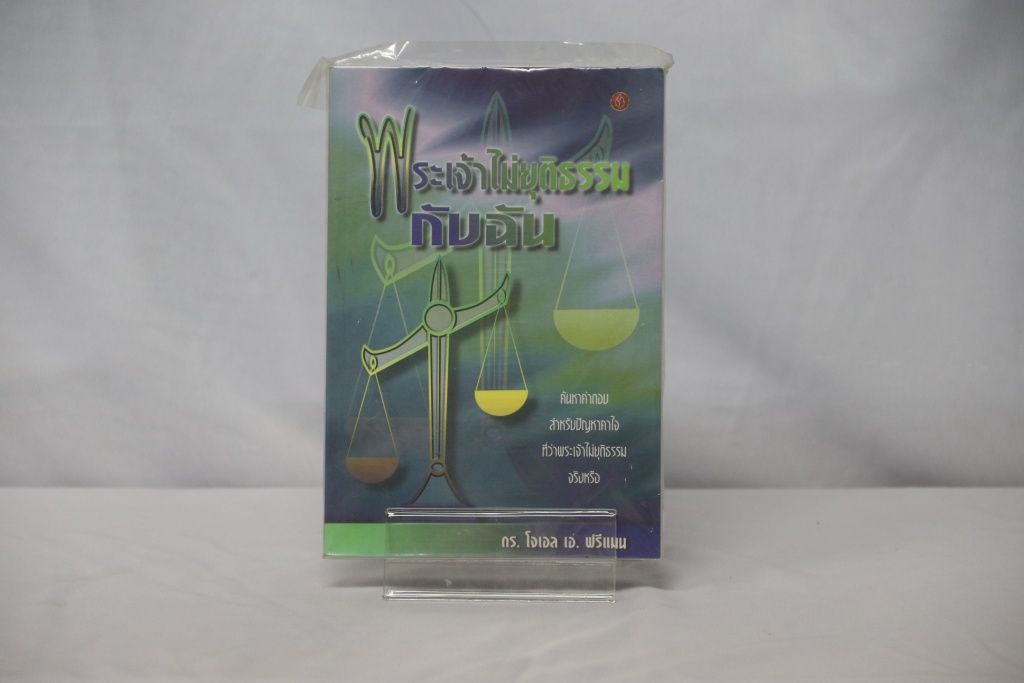 พระเจ้าไม่ยุติธรรม
กับฉัน
ค้นหาคำตอบ
สำหรับปัญหาคาใจ
ที่ว่าพระเจ้าไม่ยุติธรรม
จริงหรือ
ดร. โจเอล เอ. ฟรีแมน